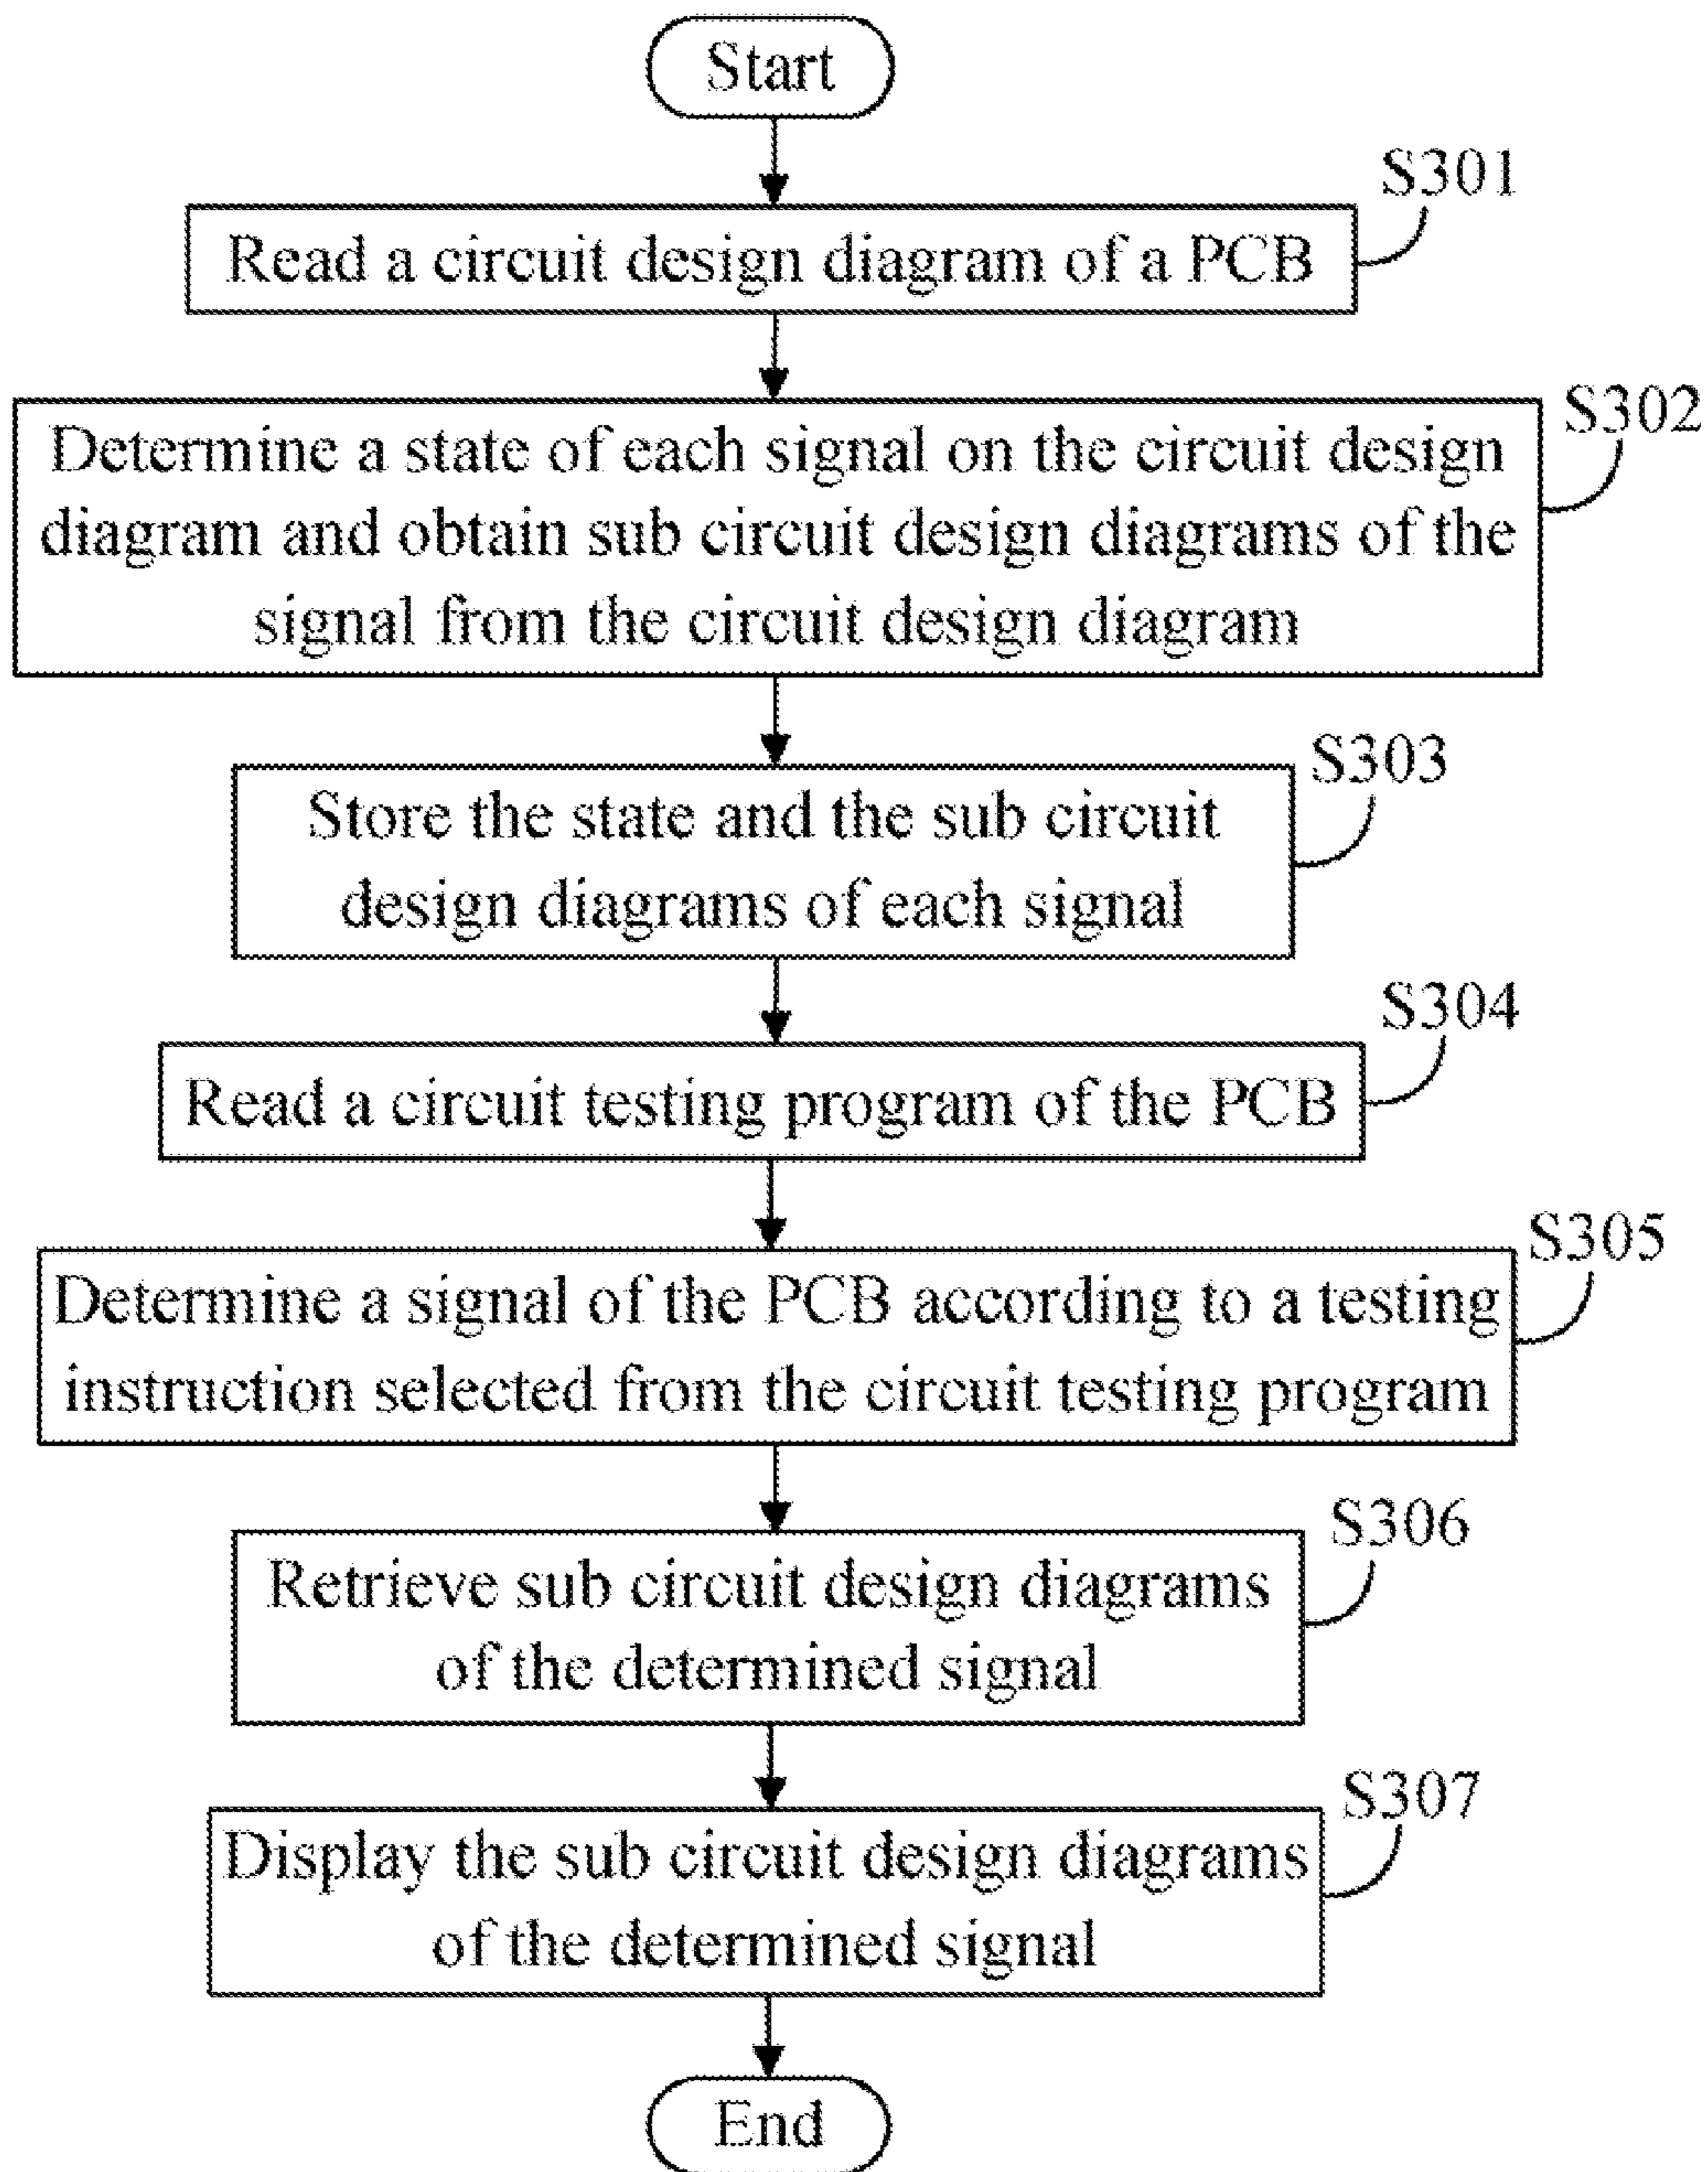 Start
S301
Read a circuit design diagram of a PCB
S302
Determine a state of each signal on the circuit design
diagram and obtain sub circuit design diagrams of the
signal from the circuit design diagram
S303
Store the state and the sub circuit
design diagrams of each signal
S304
Read a circuit testing program of the PCB
S305
Determine a signal of the PCB according to a testing
instruction selected from the circuit testing program
S306
Retrieve sub circuit design diagrams
of the determined signal
S307
Display the sub circuit design diagrams
of the determined signal
End